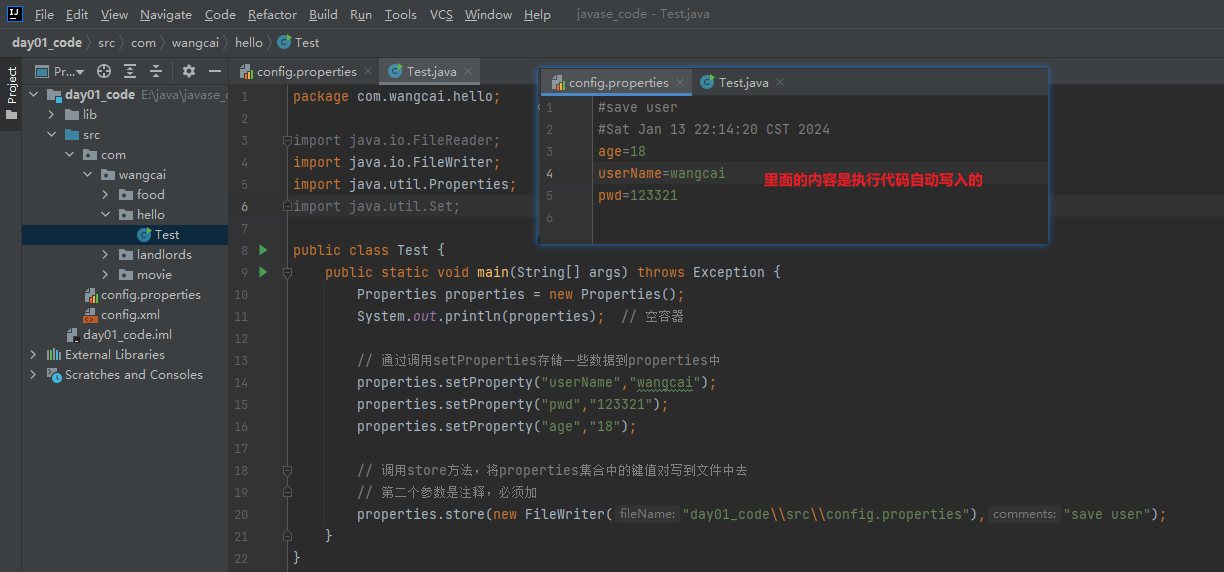 File Edit View Navigate Code Refactor Build Run Tools VCS Window Help javase_code - Test.java
day01_code src com wangcai hello Test
Project
Pr...
day01_code E:\java\javase_c
lib
src
com
wangcai
food
hello
Test
landlords
movie
config.properties
config.xml
day01_code.iml
External Libraries
Scratches and Consoles
config.properties Test.java
1 package com.wangcai.hello;
2
3 import java.io.FileReader;
4 import java.io.FileWriter;
5 import java.util.Properties;
6 import java.util.Set;
7
8 public class Test {
9 public static void main(String[] args) throws Exception {
10 Properties properties = new Properties();
11 System.out.println(properties); // 空容器
12
13 // 通过调用setProperties存储一些数据到properties中
14 properties.setProperty("userName","wangcai");
15 properties.setProperty("pwd","123321");
16 properties.setProperty("age","18");
17
18 // 调用store方法，将properties集合中的键值对写到文件中去
19 // 第二个参数是注释，必须加
20 properties.store(new FileWriter( fileName: "day01_code\\src\\config.properties"), comments: "save user");
21 }
22 }
config.properties Test.java
1 #save user
2 #Sat Jan 13 22:14:20 CST 2024
3 age=18
4 userName=wangcai
里面的内容是执行代码自动写入的
5 pwd=123321
6